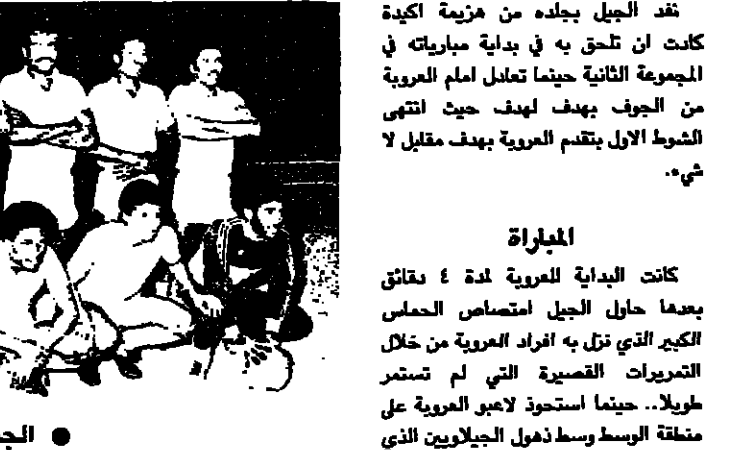 نفد الجبل بجلده من هزيمة اكيدة
كادت ان تلحق به في بداية مبارياته في
المجموعة الثانية حينما تعادل امام العروبة
من الجوف بهدف لهدف حيث انتهى
الشوط الاول بتقدم العروبة بهدف مقابل لا
شيء.
المباراة
كانت البداية للعروبة لمدة ٤ دقائق
بعدها حاول الجبل امتصاص الحماس
الكبير الذي نزل به افراد العروبة من خلال
التمريرات القصيرة التي لم تستمر
طويلا.. حينما استحوذ لاعبو العروبة على
منطقة الوسط وسط ذهول الجبلاويين الذي
● الجـ